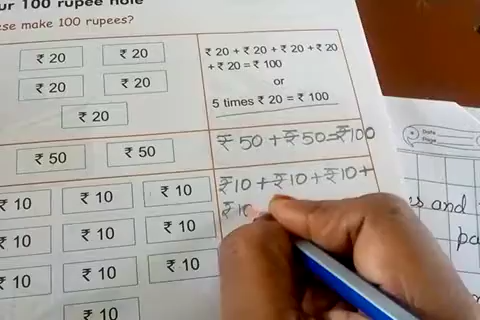 ur 100 rupee note
ese make 100 rupees?
₹ 20 ₹ 20
₹ 20 ₹ 20
₹ 20
₹ 20 + ₹ 20 + ₹ 20 + ₹ 20
+ ₹ 20 = ₹ 100
or
5 times ₹ 20 = ₹ 100
₹ 50 ₹ 50
₹50 + ₹50=₹100
₹ 10 ₹ 10 ₹ 10
₹ 10 ₹ 10 ₹ 10
₹ 10 ₹ 10 ₹ 10
₹ 10
₹10 + ₹10 + ₹10 +
₹10
Date
Page
and
pa